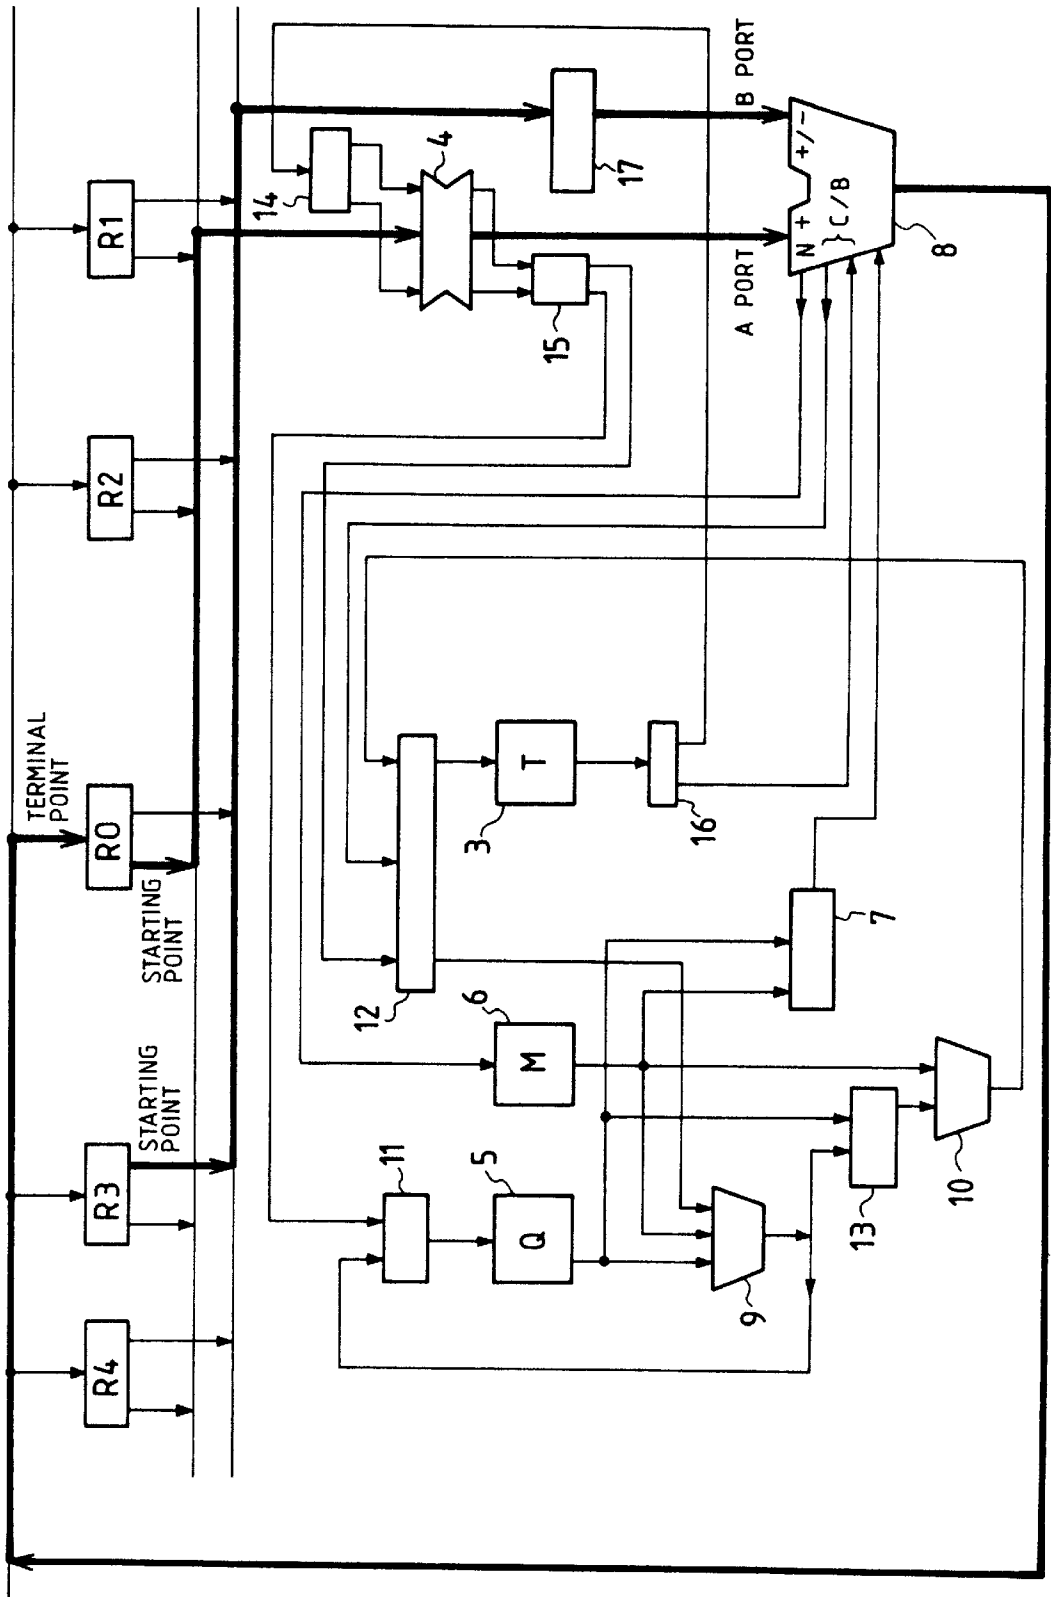 TERMINAL
POINT
R4
R3
R0
R2
R1
STARTING
POINT
STARTING
POINT
14
4
11
12
15
17
5
Q
6
M
3
T
16
A PORT
B PORT
N + +/-
} C/B
9
7
8
13
10